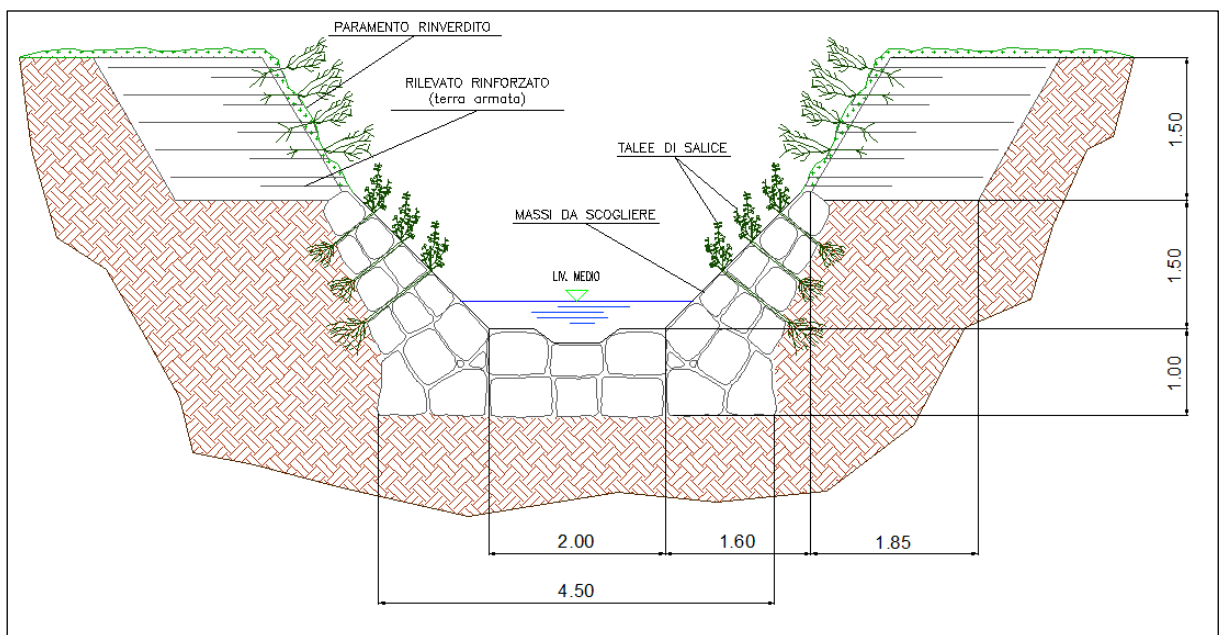 PARAMENTO RINVERDITO
RILEVATO RINFORZATO
(terra armata)
TALEE DI SALICE
MASSI DA SCOGLIERE
LIV. MEDIO
1.50
1.50
1.00
2.00
1.60
1.85
4.50